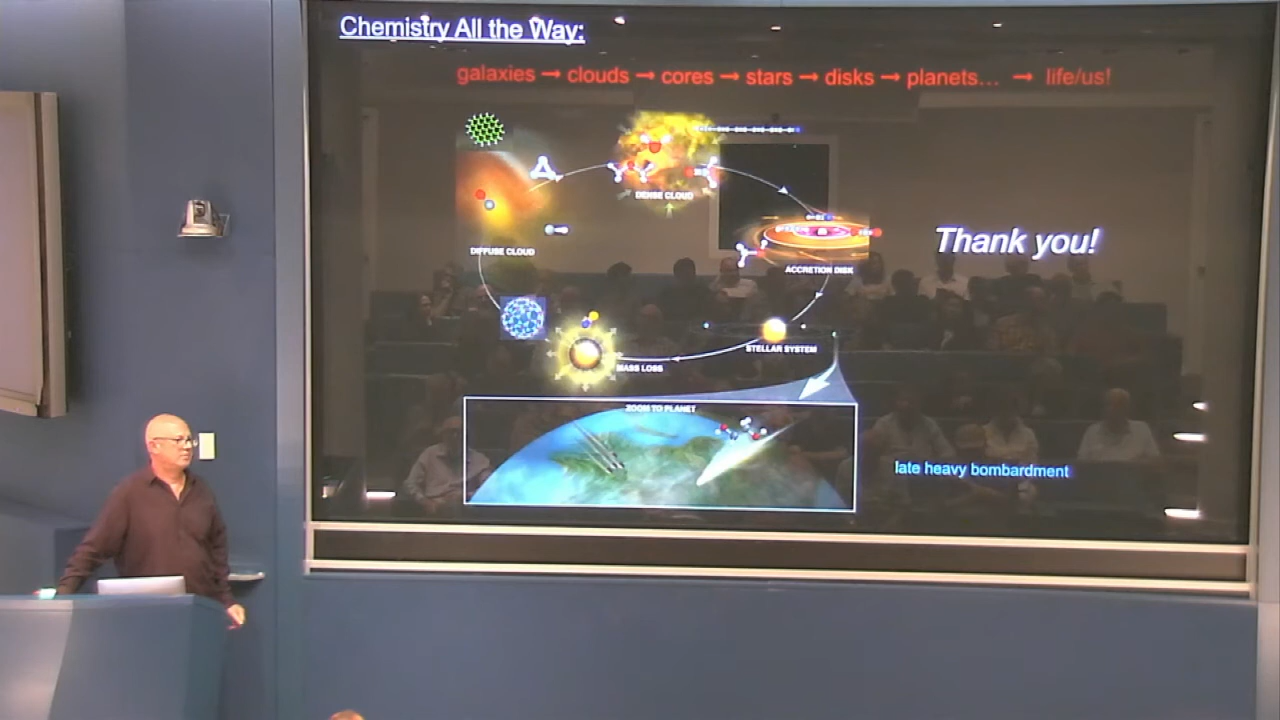 Chemistry All the Way:
galaxies → clouds → cores → stars → disks → planets... → life/us!
DENSE CLOUD
Thank you!
DIFFUSE CLOUD
ACCRETION DISK
STELLAR SYSTEM
MASS LOSS
ZOOM TO PLANET
late heavy bombardment